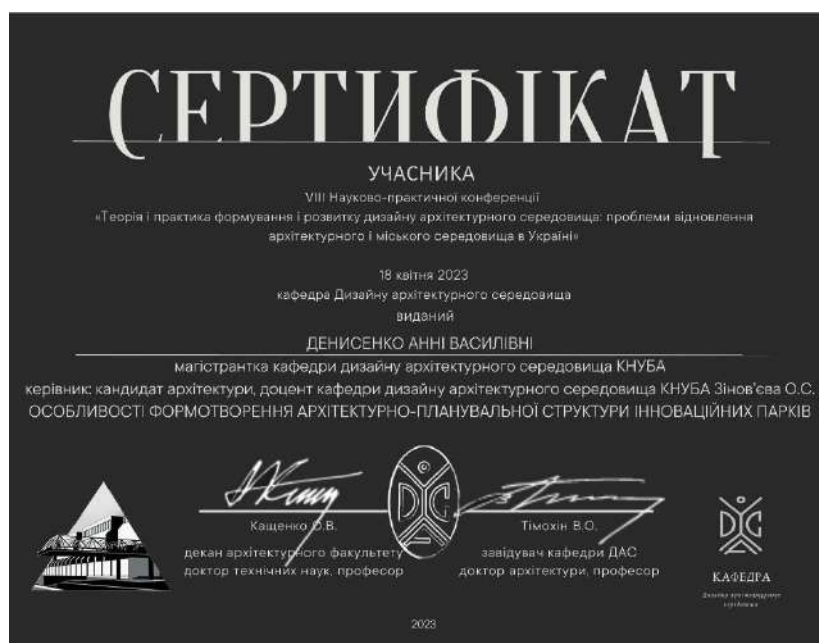 СЕРТИФІКАТ
УЧАСНИКА
VIII Науково-практичної конференції
«Теорія і практика формування і розвитку дизайну архітектурного середовища: проблеми відновлення
архітектурного і міського середовища в Україні»
18 квітня 2023
кафедра Дизайну архітектурного середовища
виданий
ДЕНИСЕНКО АННІ ВАСИЛІВНІ
магістрантка кафедри дизайну архітектурного середовища КНУБА
керівник: кандидат архітектури, доцент кафедри дизайну архітектурного середовища КНУБА Зінов'єва О.С.
ОСОБЛИВОСТІ ФОРМОТВОРЕННЯ АРХІТЕКТУРНО-ПЛАНУВАЛЬНОЇ СТРУКТУРИ ІННОВАЦІЙНИХ ПАРКІВ
Кащенко О.В.
декан архітектурного факультету
доктор технічних наук, професор
Тімохін В.О.
завідувач кафедри ДАС
доктор архітектури, професор
КАФЕДРА
Дизайну архітектурного
середовища
2023